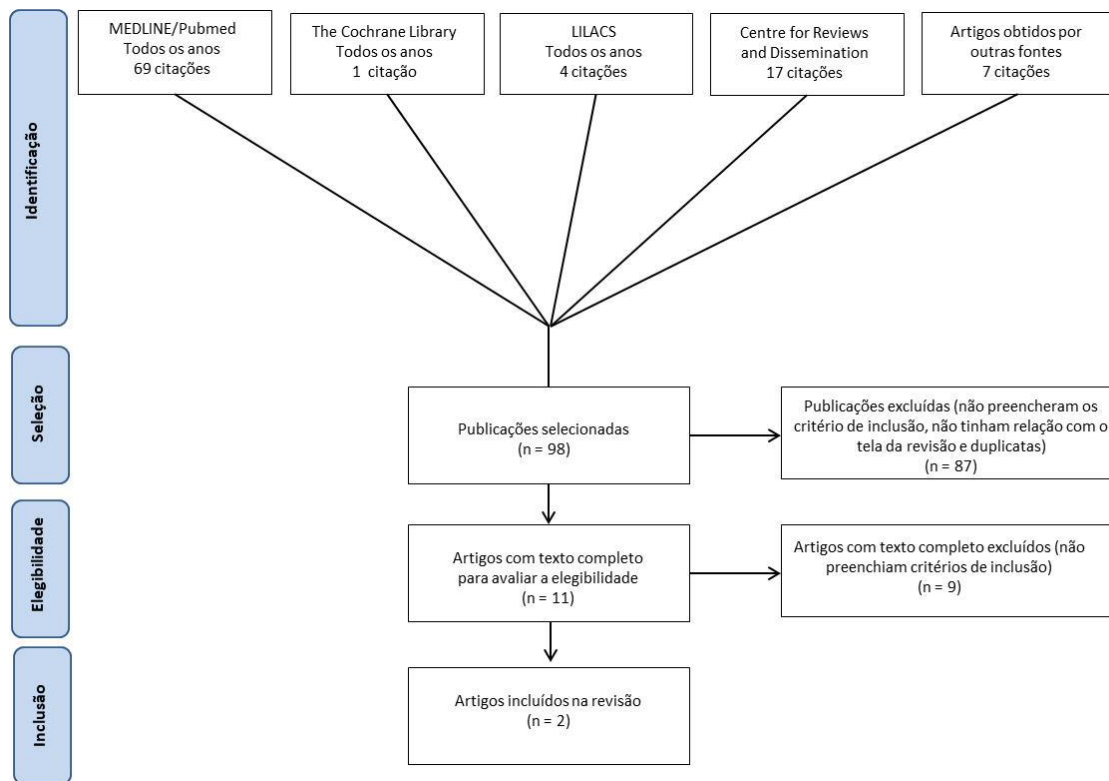 MEDLINE/Pubmed
Todos os anos
69 citações
The Cochrane Library
Todos os anos
1 citação
LILACS
Todos os anos
4 citações
Centre for Reviews
and Dissemination
17 citações
Artigos obtidos por
outras fontes
7 citações
Identificação
Seleção
Publicações selecionadas
(n = 98)
Publicações excluídas (não preencheram os
critério de inclusão, não tinham relação com o
tela da revisão e duplicatas)
(n = 87)
Elegibilidade
Artigos com texto completo
para avaliar a elegibilidade
(n = 11)
Artigos com texto completo excluídos (não
preenchiam critérios de inclusão)
(n = 9)
Inclusão
Artigos incluídos na revisão
(n = 2)